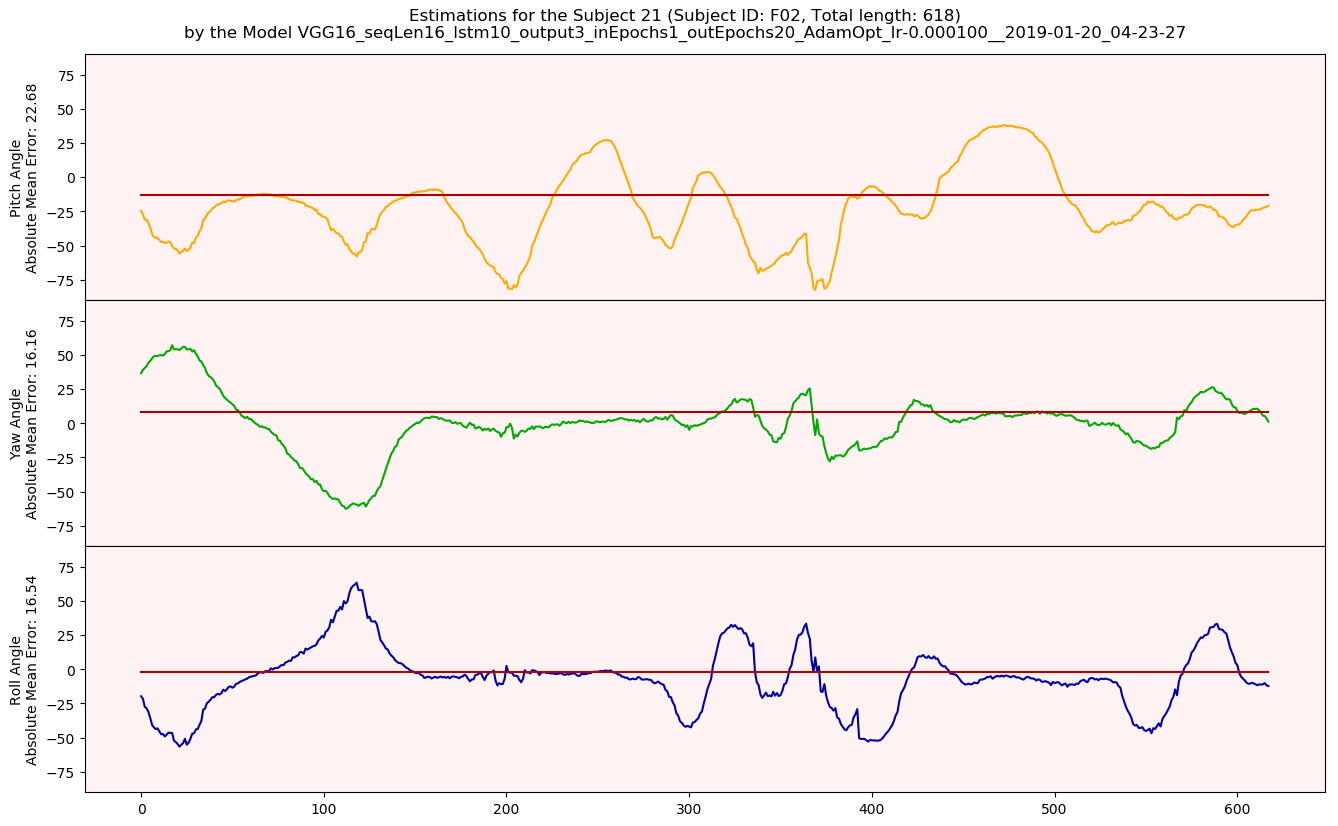 Estimations for the Subject 21 (Subject ID: F02, Total length: 618)
by the Model VGG16_seqLen16_lstm10_output3_inEpochs1_outEpochs20_AdamOpt_lr-0.000100__2019-01-20_04-23-27
Pitch Angle
Absolute Mean Error: 22.68
75
50
25
0
−25
−50
−75
Yaw Angle
Absolute Mean Error: 16.16
75
50
25
0
−25
−50
−75
Roll Angle
Absolute Mean Error: 16.54
75
50
25
0
−25
−50
−75
0 100 200 300 400 500 600